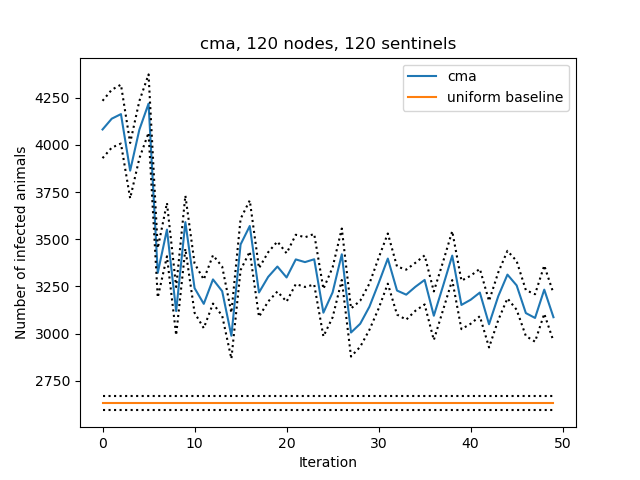 cma, 120 nodes, 120 sentinels
cma
uniform baseline
Number of infected animals
4250
4000
3750
3500
3250
3000
2750
0 10 20 30 40 50
Iteration